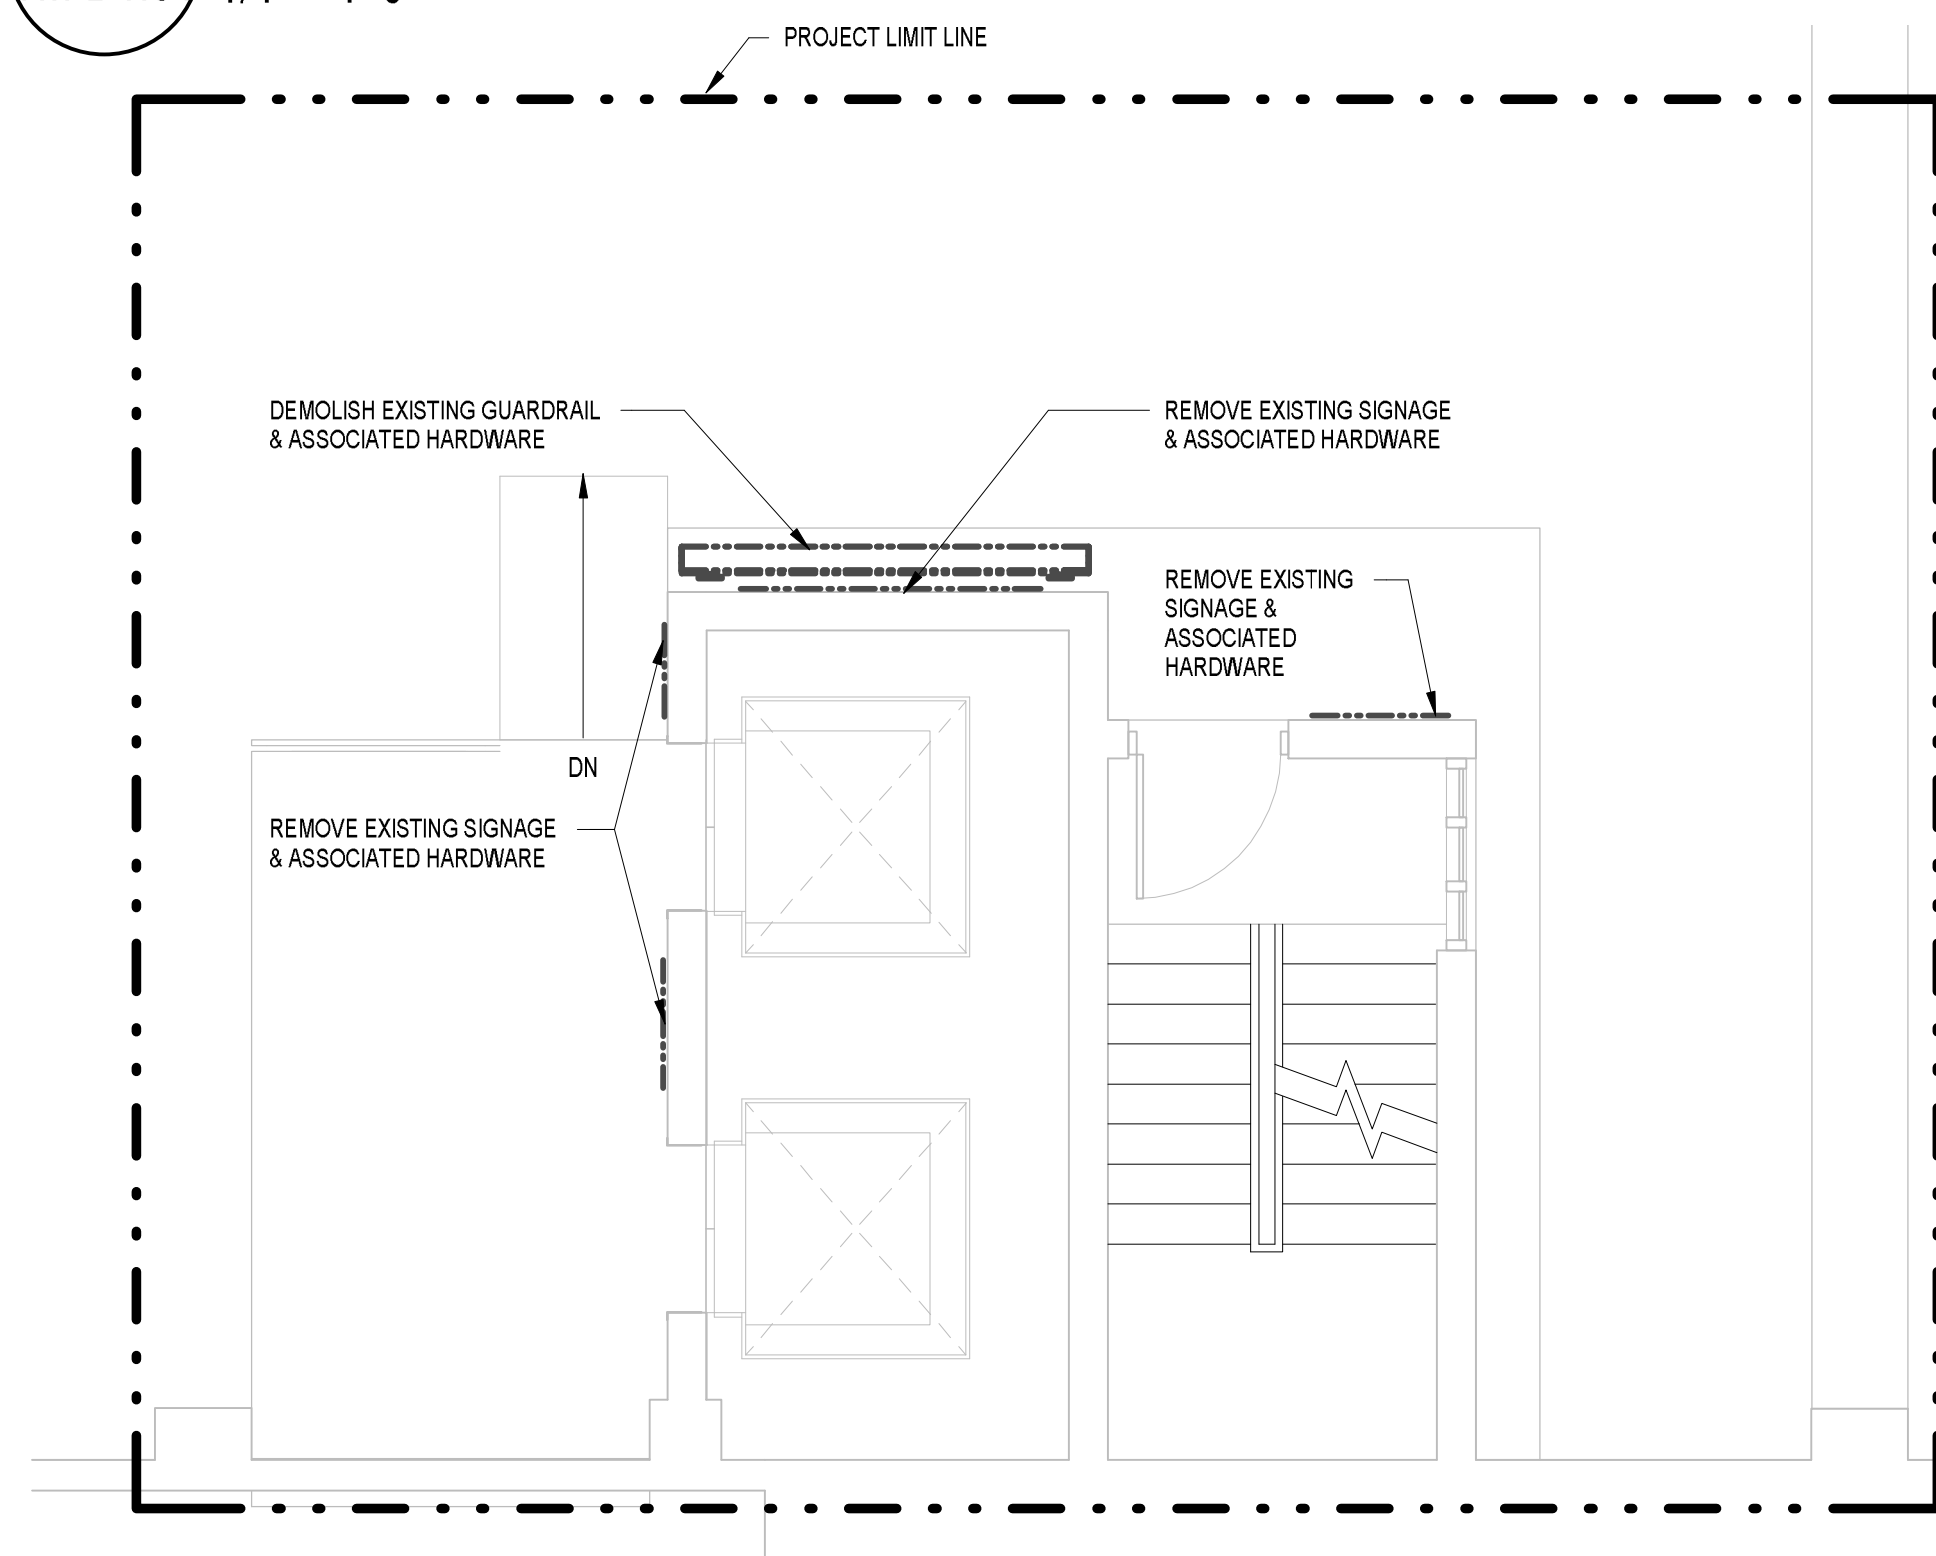 PROJECT LIMIT LINE
DEMOLISH EXISTING GUARDRAIL
& ASSOCIATED HARDWARE
REMOVE EXISTING SIGNAGE
& ASSOCIATED HARDWARE
REMOVE EXISTING
SIGNAGE &
ASSOCIATED
HARDWARE
DN
REMOVE EXISTING SIGNAGE
& ASSOCIATED HARDWARE